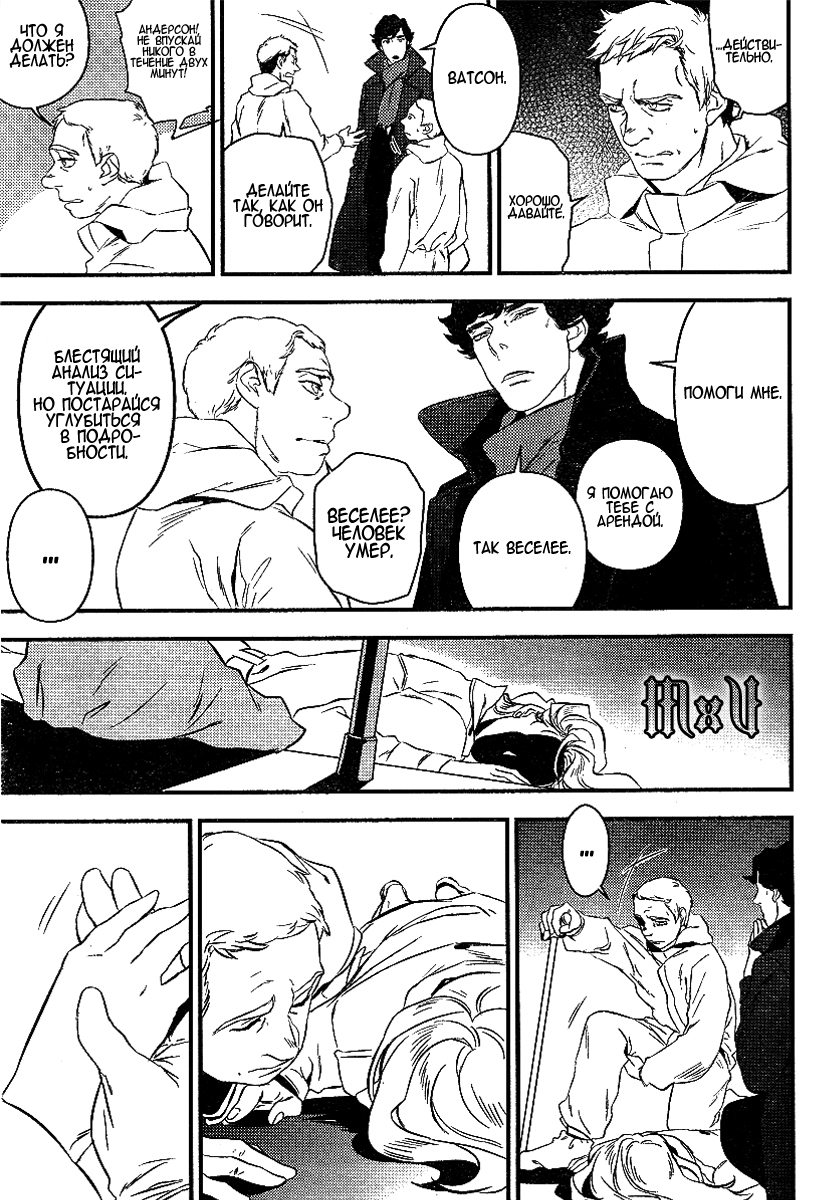 ...ДЕЙСТВИ-
ТЕЛЬНО.
ХОРОШО,
ДАВАЙТЕ.
ВАТСОН.
ДЕЛАЙТЕ
ТАК, КАК ОН
ГОВОРИТ.
АНДЕРСОН!
НЕ ВПУСКАЙ
НИКОГО В
ТЕЧЕНИЕ ДВУХ
МИНУТ!
ЧТО Я
ДОЛЖЕН
ДЕЛАТЬ?
ПОМОГИ МНЕ.
Я ПОМОГАЮ
ТЕБЕ С
АРЕНДОЙ.
ТАК ВЕСЕЛЕЕ.
ВЕСЕЛЕЕ?
ЧЕЛОВЕК
УМЕР.
БЛЕСТЯЩИЙ
АНАЛИЗ СИ-
ТУАЦИИ.
НО ПОСТАРАЙСЯ
УГЛУБИТЬСЯ
В ПОДРО-
БНОСТИ.
...
MxV
...